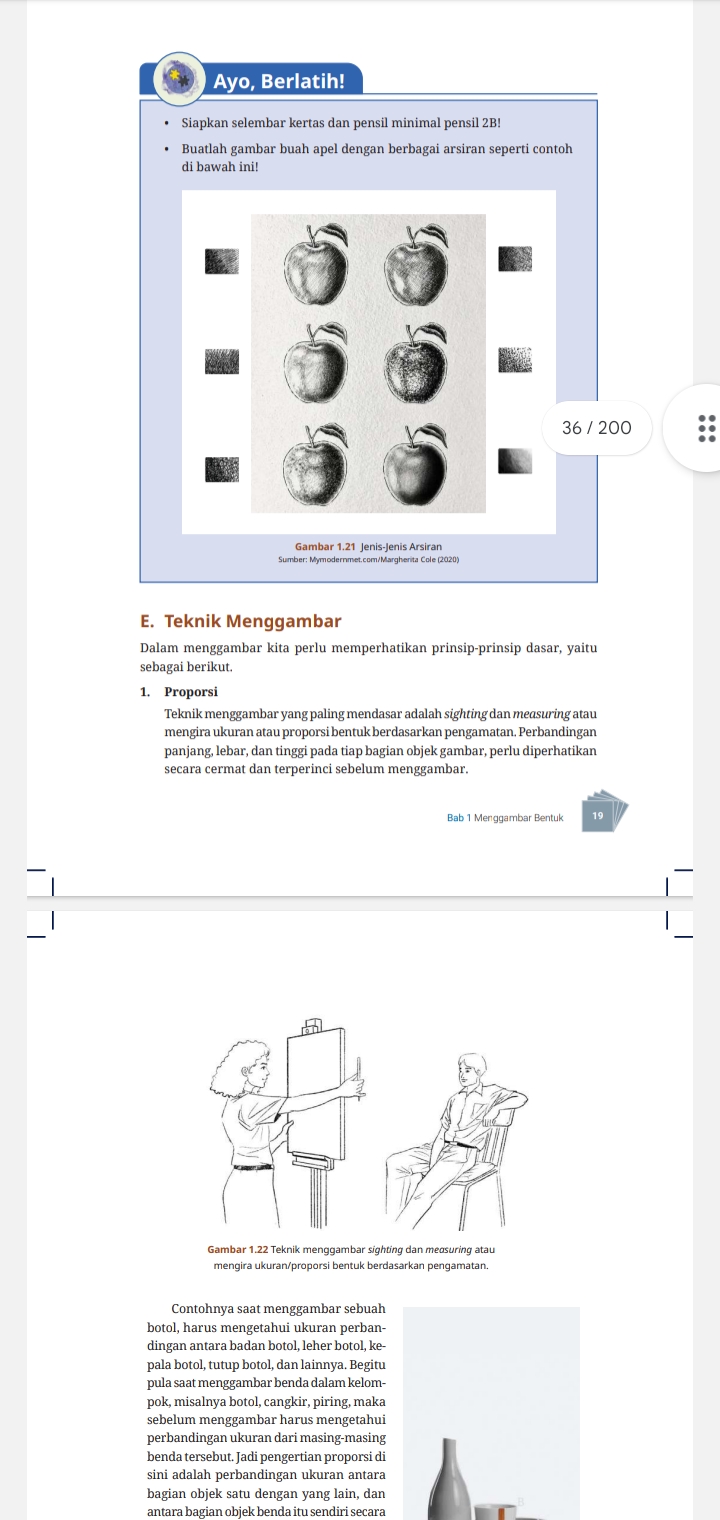 Ayo, Berlatih!
• Siapkan selembar kertas dan pensil minimal pensil 2B!
• Buatlah gambar buah apel dengan berbagai arsiran seperti contoh
di bawah ini!
36 / 200
Gambar 1.21 Jenis-Jenis Arsiran
Sumber: Mymodernmet.com/Margherita Cole (2020)
E. Teknik Menggambar
Dalam menggambar kita perlu memperhatikan prinsip-prinsip dasar, yaitu
sebagai berikut.
1. Proporsi
Teknik menggambar yang paling mendasar adalah sighting dan measuring atau
mengira ukuran atau proporsi bentuk berdasarkan pengamatan. Perbandingan
panjang, lebar, dan tinggi pada tiap bagian objek gambar, perlu diperhatikan
secara cermat dan terperinci sebelum menggambar.
Bab 1 Menggambar Bentuk
19
Gambar 1.22 Teknik menggambar sighting dan measuring atau
mengira ukuran/proporsi bentuk berdasarkan pengamatan.
Contohnya saat menggambar sebuah
botol, harus mengetahui ukuran perban-
dingan antara badan botol, leher botol, ke-
pala botol, tutup botol, dan lainnya. Begitu
pula saat menggambar benda dalam kelom-
pok, misalnya botol, cangkir, piring, maka
sebelum menggambar harus mengetahui
perbandingan ukuran dari masing-masing
benda tersebut. Jadi pengertian proporsi di
sini adalah perbandingan ukuran antara
bagian objek satu dengan yang lain, dan
antara bagian objek benda itu sendiri secara